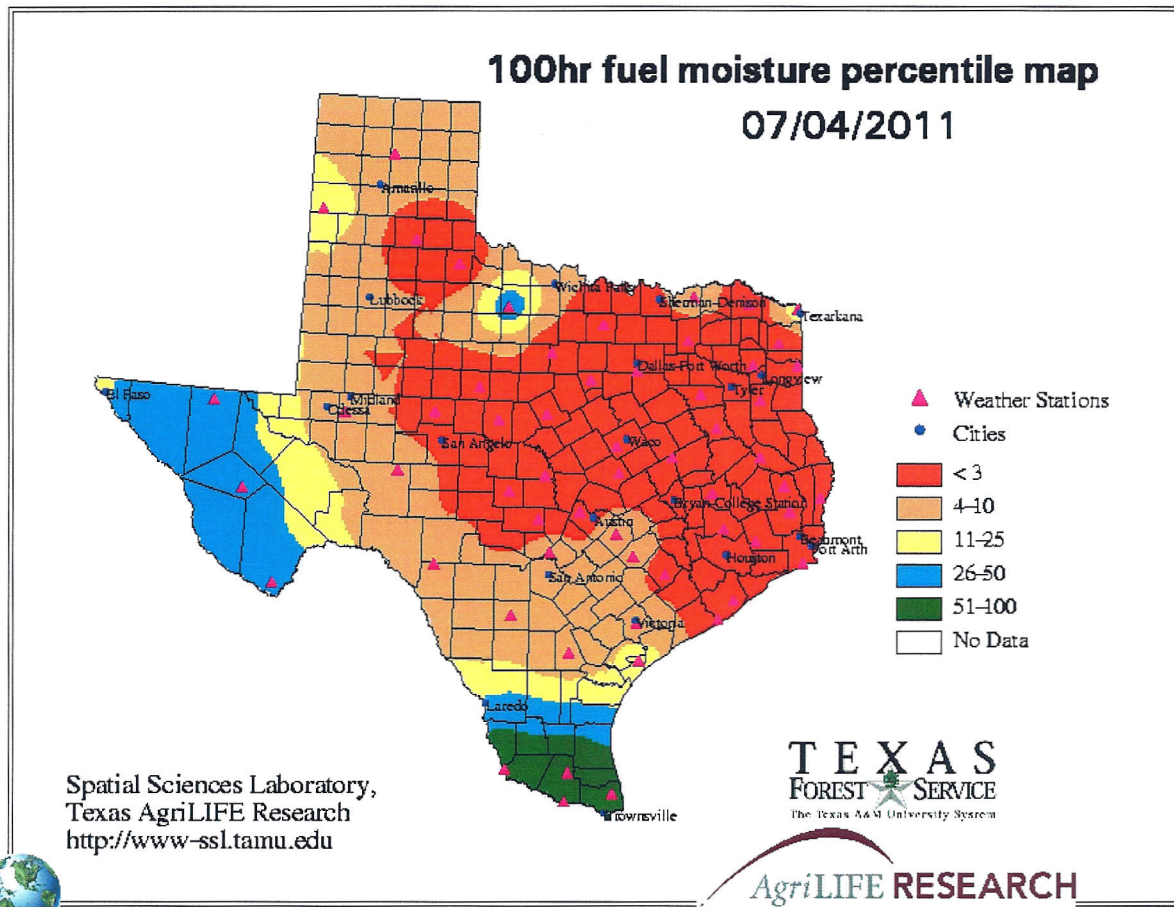 100hr fuel moisture percentile map
07/04/2011
Amarillo
Lubbock
Wichita Falls
Sherman-Denison
Texarkana
Dallas-Fort Worth
Longview
Tyler
El Paso
Midland
Odessa
San Angelo
Waco
Bryan-College Station
Austin
Beaumont
Port Arth
Houston
San Antonio
Victoria
Laredo
Brownsville
Weather Stations
Cities
< 3
4–10
11–25
26–50
51–100
No Data
Spatial Sciences Laboratory,
Texas AgriLIFE Research
http://www-ssl.tamu.edu
TEXAS
FOREST SERVICE
The Texas A&M University System
AgriLIFE RESEARCH